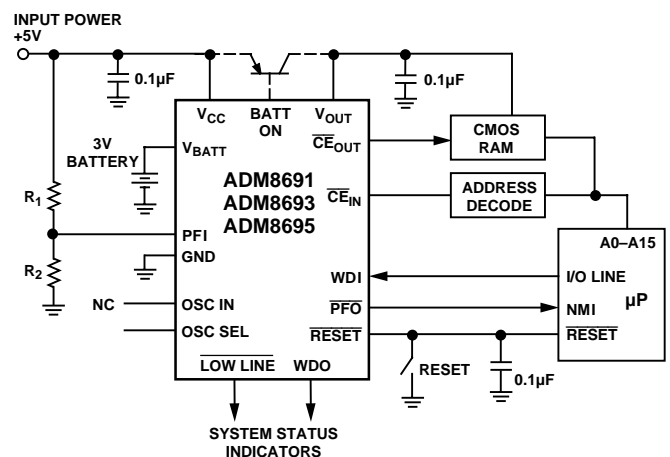 INPUT POWER
+5V
0.1µF
0.1µF
VCC
BATT
ON
VOUT
3V
BATTERY
VBATT
CEOUT
CMOS
RAM
R1
ADM8691
ADM8693
ADM8695
CEIN
ADDRESS
DECODE
A0–A15
PFI
R2
GND
WDI
I/O LINE
µP
NC
OSC IN
PFO
NMI
OSC SEL
RESET
RESET
LOW LINE
WDO
RESET
0.1µF
SYSTEM STATUS
INDICATORS